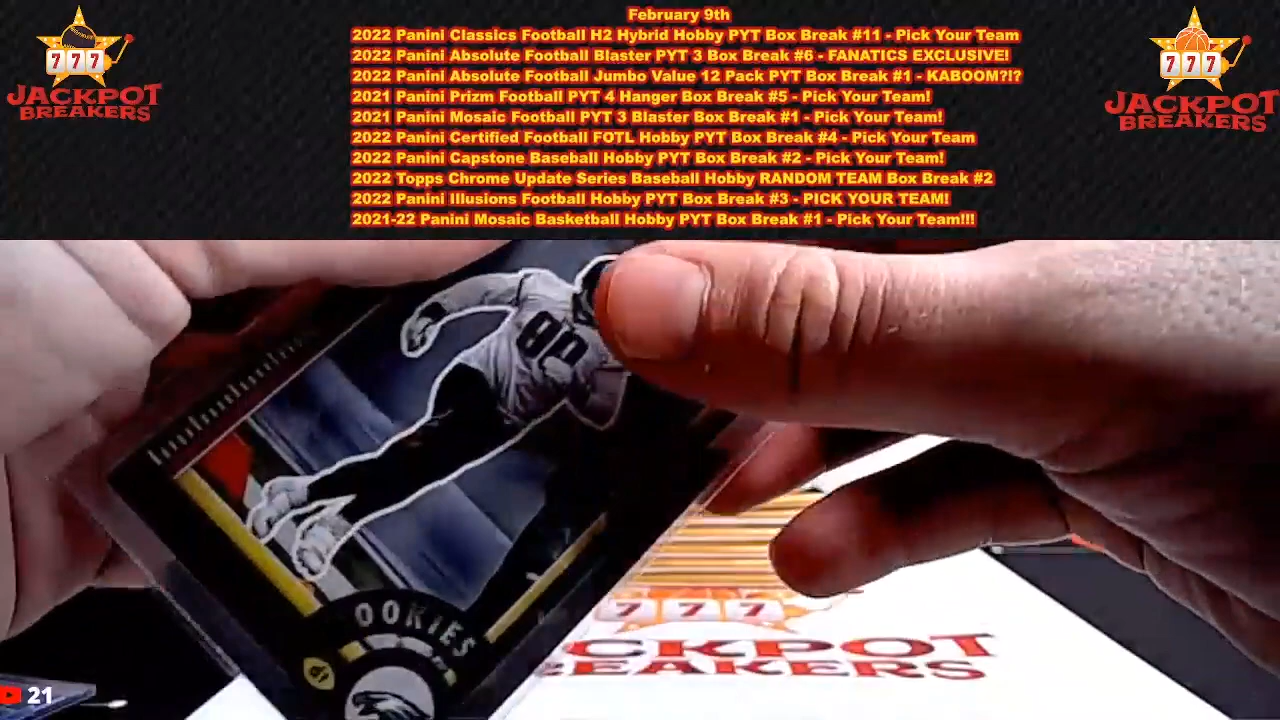 February 9th
2022 Panini Classics Football H2 Hybrid Hobby PYT Box Break #11 - Pick Your Team
2022 Panini Absolute Football Blaster PYT 3 Box Break #6 - FANATICS EXCLUSIVE!
2022 Panini Absolute Football Jumbo Value 12 Pack PYT Box Break #1 - KABOOM?!?
2021 Panini Prizm Football PYT 4 Hanger Box Break #5 - Pick Your Team!
2021 Panini Mosaic Football PYT 3 Blaster Box Break #1 - Pick Your Team!
2022 Panini Certified Football FOTL Hobby PYT Box Break #4 - Pick Your Team
2022 Panini Capstone Baseball Hobby PYT Box Break #2 - Pick Your Team!
2022 Topps Chrome Update Series Baseball Hobby RANDOM TEAM Box Break #2
2022 Panini Illusions Football Hobby PYT Box Break #3 - PICK YOUR TEAM!
2021-22 Panini Mosaic Basketball Hobby PYT Box Break #1 - Pick Your Team!!!
777
JACKPOT
BREAKERS
777
JACKPOT
BREAKERS
OOKIES
777
CKPOT
EAKERS
21